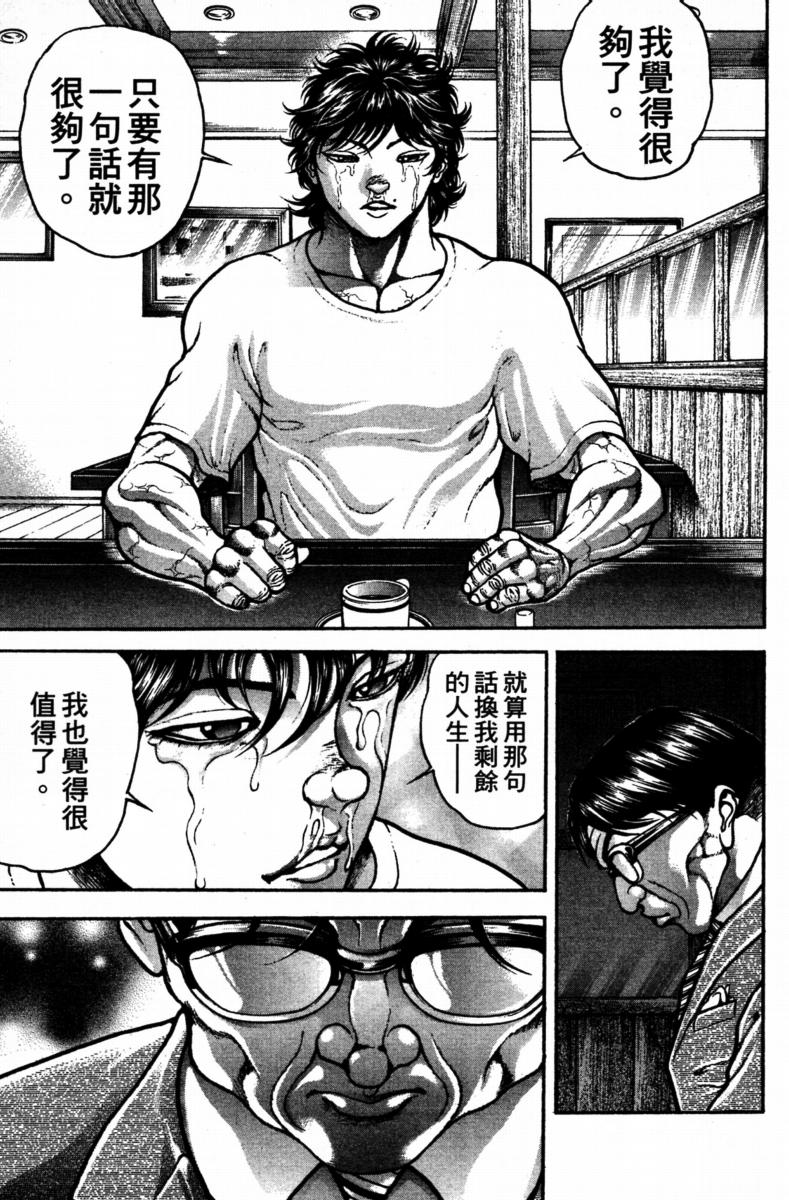 我覺得很
夠了。
只要有那
一句話就
很夠了。
就算用那句
話換我剩餘
的人生——
我也覺得很
值得了。